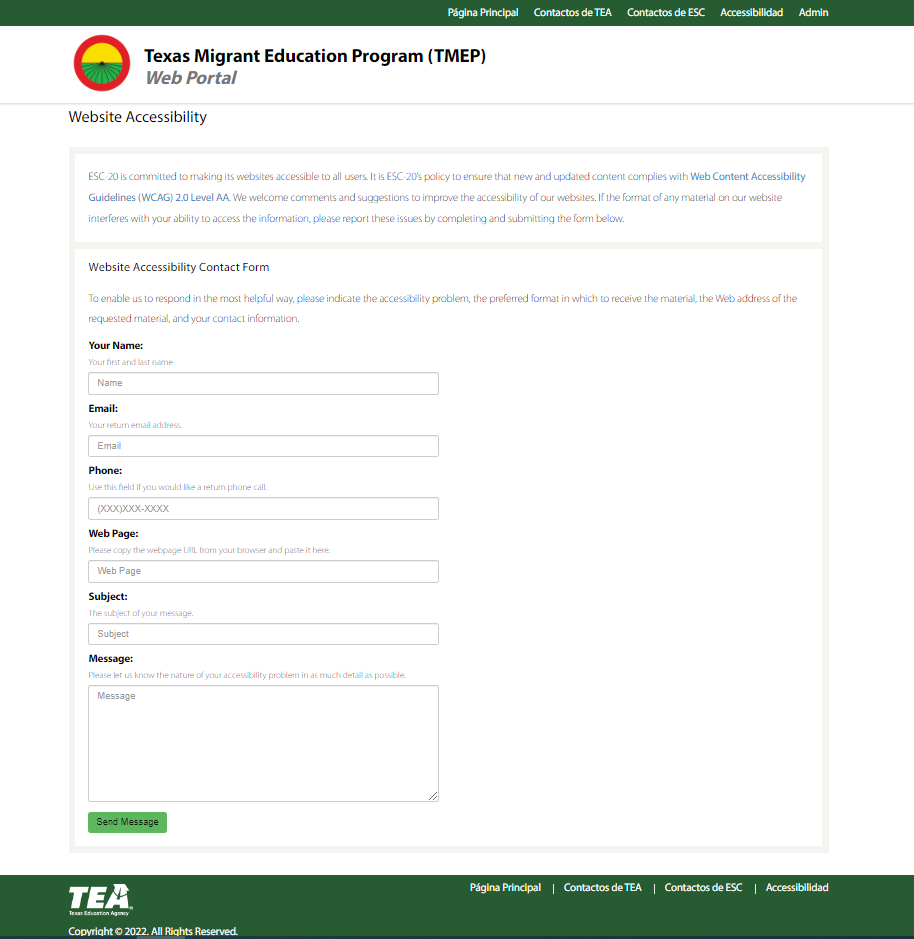 Página Principal Contactos de TEA Contactos de ESC Accessibilidad Admin
Texas Migrant Education Program (TMEP)
Web Portal
Website Accessibility
ESC-20 is committed to making its websites accessible to all users. It is ESC-20's policy to ensure that new and updated content complies with Web Content Accessibility
Guidelines (WCAG) 2.0 Level AA. We welcome comments and suggestions to improve the accessibility of our websites. If the format of any material on our website
interferes with your ability to access the information, please report these issues by completing and submitting the form below.
Website Accessibility Contact Form
To enable us to respond in the most helpful way, please indicate the accessibility problem, the preferred format in which to receive the material, the Web address of the
requested material, and your contact information.
Your Name:
Your first and last name
Name
Email:
Your return email address.
Email
Phone:
Use this field if you would like a return phone call.
(XXX)XXX-XXXX
Web Page:
Please copy the webpage URL from your browser and paste it here.
Web Page
Subject:
The subject of your message.
Subject
Message:
Please let us know the nature of your accessibility problem in as much detail as possible.
Message
Send Message
TEA
Texas Education Agency
Página Principal | Contactos de TEA | Contactos de ESC | Accessibilidad
Copyright © 2022. All Rights Reserved.